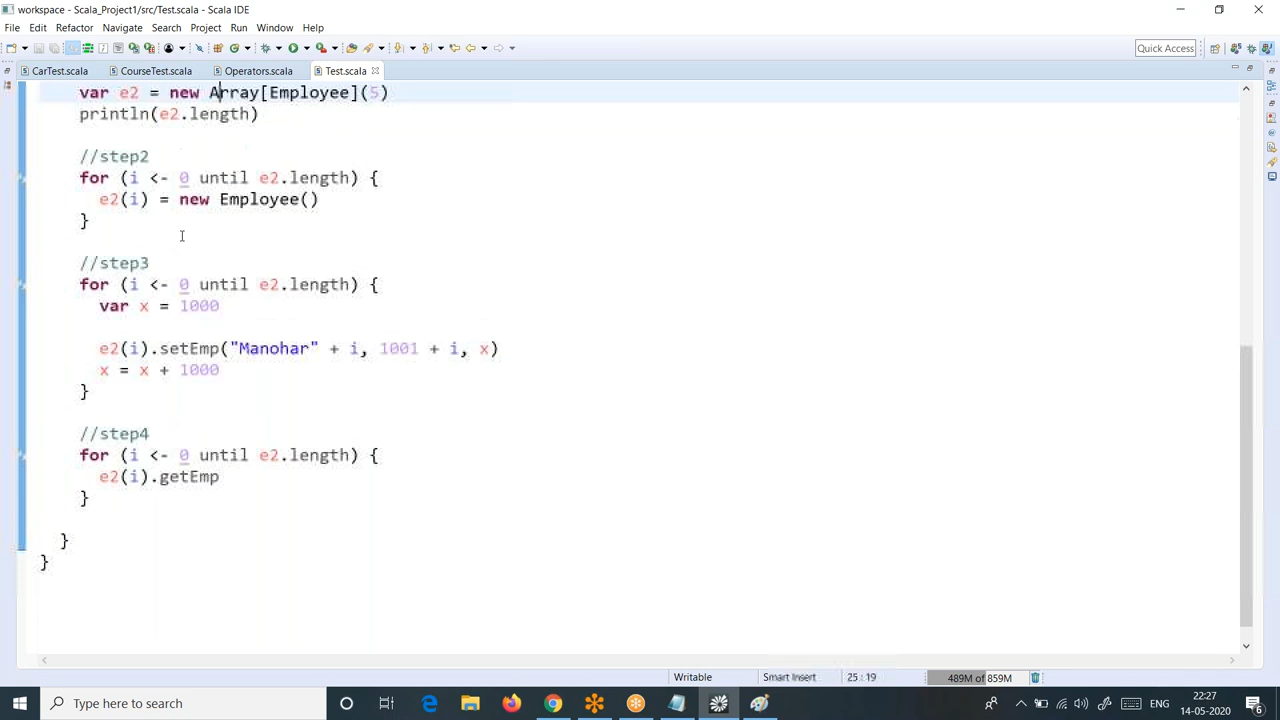 workspace - Scala_Project1/src/Test.scala - Scala IDE
File Edit Refactor Navigate Search Project Run Window Help
Quick Access
CarTest.scala CourseTest.scala Operators.scala Test.scala
var e2 = new Array[Employee](5)
println(e2.length)
//step2
for (i <- 0 until e2.length) {
e2(i) = new Employee()
}
//step3
for (i <- 0 until e2.length) {
var x = 1000
e2(i).setEmp("Manohar" + i, 1001 + i, x)
x = x + 1000
}
//step4
for (i <- 0 until e2.length) {
e2(i).getEmp
}
}
}
Writable Smart Insert 25 : 19 489M of 859M
Type here to search
ENG 22:27
14-05-2020
6